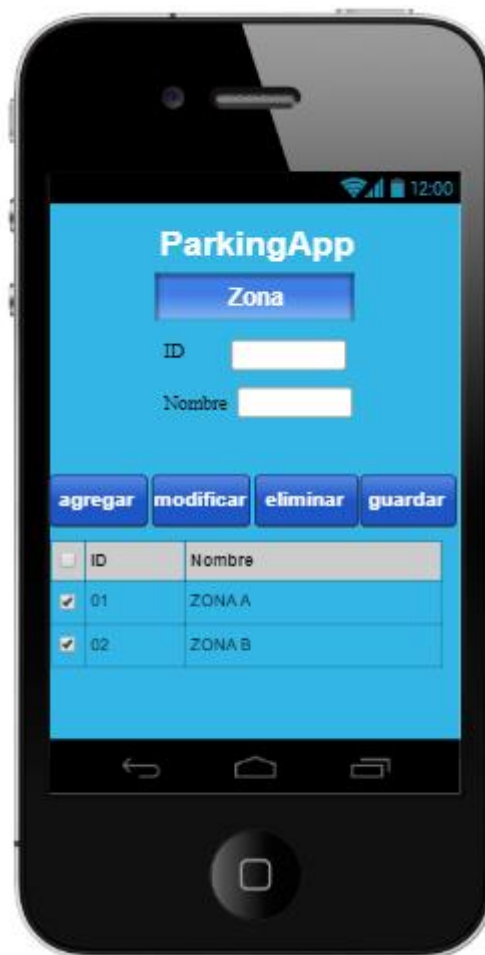 12:00
ParkingApp
Zona
ID
Nombre
agregar modificar eliminar guardar
ID Nombre
01 ZONA A
02 ZONA B